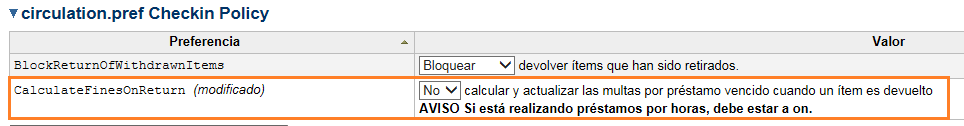 circulation.pref Checkin Policy
Preferencia Valor
BlockReturnOfWithdrawnItems Bloquear devolver ítems que han sido retirados.
CalculateFinesOnReturn (modificado) No calcular y actualizar las multas por préstamo vencido cuando un ítem es devuelto
AVISO Si está realizando préstamos por horas, debe estar a on.